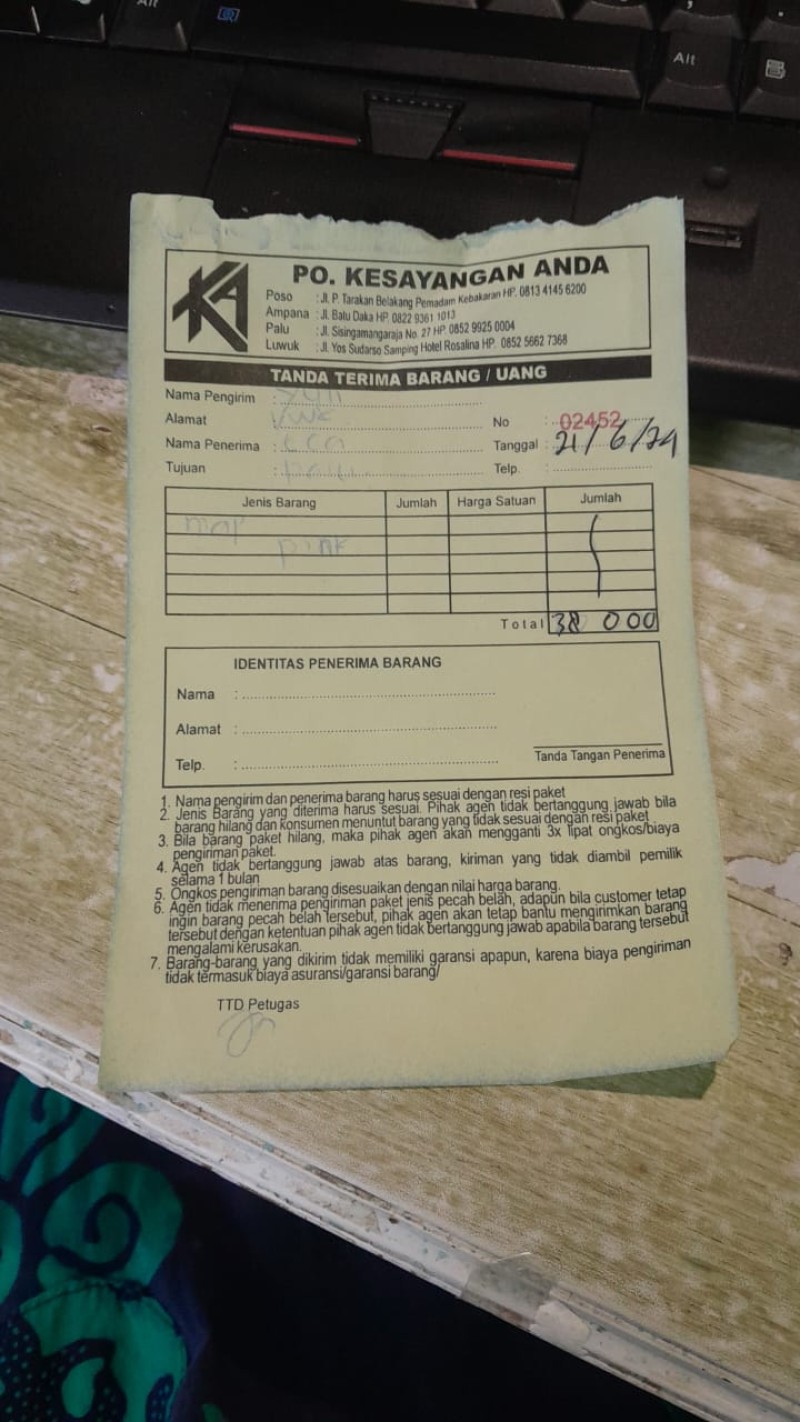 Alt
Alt
KA
PO. KESAYANGAN ANDA
Poso : Jl. P. Tarakan Belakang Pemadam Kebakaran HP. 0813 4145 6200
Ampana : Jl. Batu Daka HP. 0822 9361 1013
Palu : Jl. Sisingamangaraja No. 27 HP. 0852 9925 0004
Luwuk : Jl. Yos Sudarso Samping Hotel Rosalina HP. 0852 5662 7368
TANDA TERIMA BARANG / UANG
Nama Pengirim :
Alamat :
No : 02452
Nama Penerima :
Tanggal : 21/6/24
Tujuan :
Telp. :
Jenis Barang Jumlah Harga Satuan Jumlah
map
pink
Total 38 000
IDENTITAS PENERIMA BARANG
Nama :
Alamat :
Telp. :
Tanda Tangan Penerima
1. Nama pengirim dan penerima barang harus sesuai dengan resi paket
2. Jenis Barang yang diterima harus sesuai. Pihak agen tidak bertanggung jawab bila
barang hilang dan konsumen menuntut barang yang tidak sesuai dengan resi paket
3. Bila barang paket hilang, maka pihak agen akan mengganti 3x lipat ongkos/biaya
pengiriman paket.
4. Agen tidak bertanggung jawab atas barang, kiriman yang tidak diambil pemilik
selama 1 bulan
5. Ongkos pengiriman barang disesuaikan dengan nilai harga barang.
6. Agen tidak menerima pengiriman paket jenis pecah belah, adapun bila customer tetap
ingin barang pecah belah tersebut, pihak agen akan tetap bantu mengirimkan barang
tersebut dengan ketentuan pihak agen tidak bertanggung jawab apabila barang tersebut
mengalami kerusakan.
7. Barang-barang yang dikirim tidak memiliki garansi apapun, karena biaya pengiriman
tidak termasuk biaya asuransi/garansi barang/
TTD Petugas